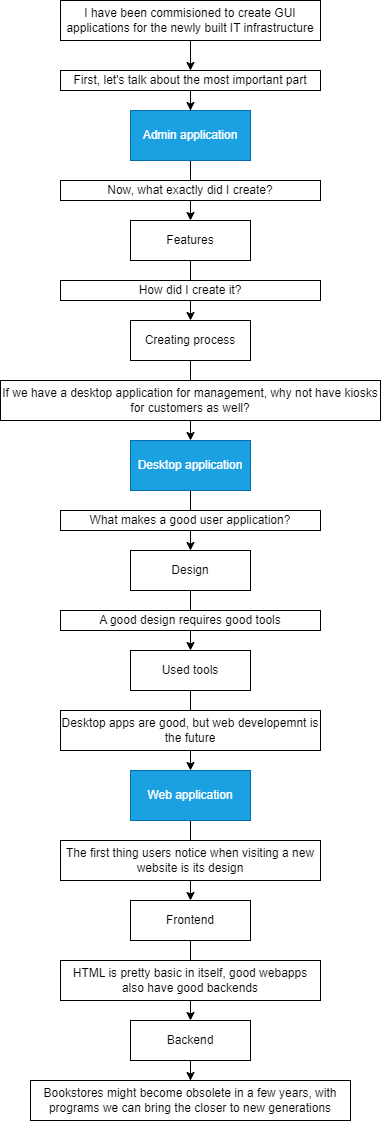 I have been commisioned to create GUI
applications for the newly built IT infrastructure
First, let's talk about the most important part
Admin application
Now, what exactly did I create?
Features
How did I create it?
Creating process
If we have a desktop application for management, why not have kiosks
for customers as well?
Desktop application
What makes a good user application?
Design
A good design requires good tools
Used tools
Desktop apps are good, but web developemnt is
the future
Web application
The first thing users notice when visiting a new
website is its design
Frontend
HTML is pretty basic in itself, good webapps
also have good backends
Backend
Bookstores might become obsolete in a few years, with
programs we can bring the closer to new generations